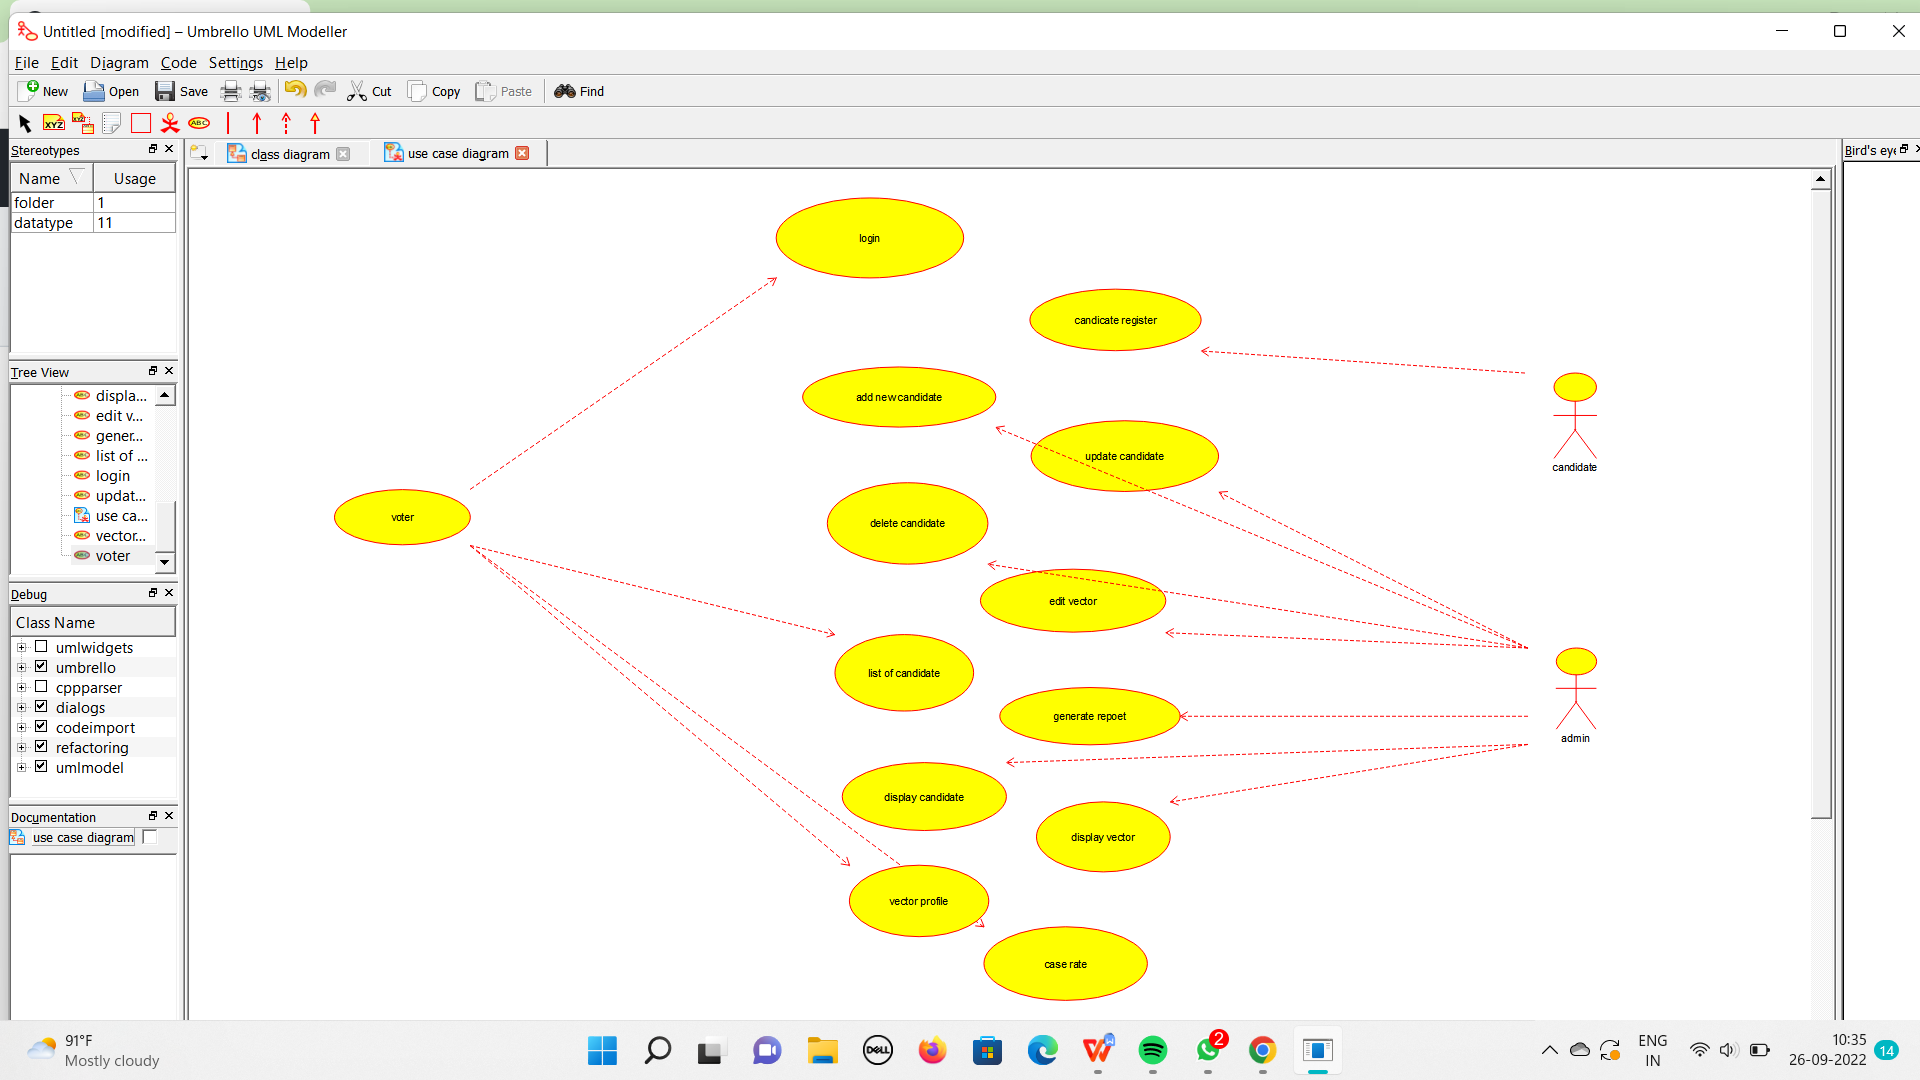 Untitled [modified] – Umbrello UML Modeller
File Edit Diagram Code Settings Help
New Open Save Cut Copy Paste Find
XYZ XYZ ABC
Stereotypes
Name Usage
folder 1
datatype 11
Tree View
displa...
edit v...
gener...
list of ...
login
updat...
use ca...
vector...
voter
Debug
Class Name
umlwidgets
umbrello
cppparser
dialogs
codeimport
refactoring
umlmodel
Documentation
use case diagram
class diagram
use case diagram
Bird's eye
login
candicate register
add new candidate
update candidate
candidate
voter
delete candidate
edit vector
list of candidate
generate repoet
admin
display candidate
display vector
vector profile
case rate
91°F
Mostly cloudy
DELL
2
ENG
IN
10:35
26-09-2022
14